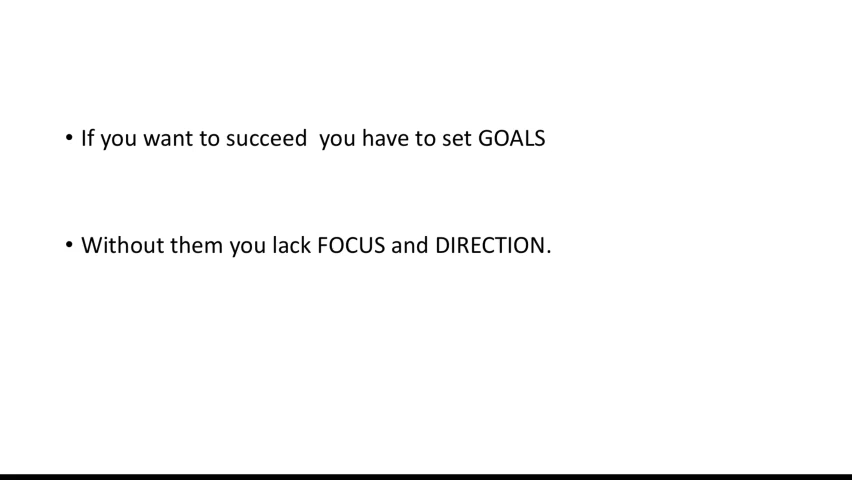 • If you want to succeed  you have to set GOALS
• Without them you lack FOCUS and DIRECTION.